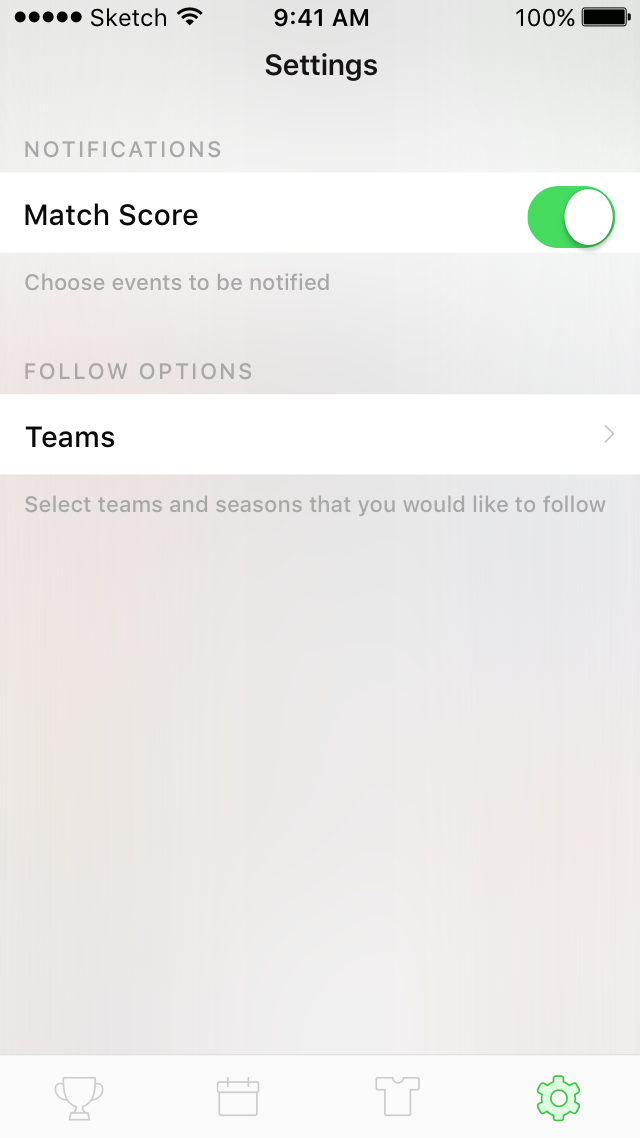 Sketch 9:41 AM 100%
Settings
NOTIFICATIONS
Match Score
Choose events to be notified
FOLLOW OPTIONS
Teams
Select teams and seasons that you would like to follow